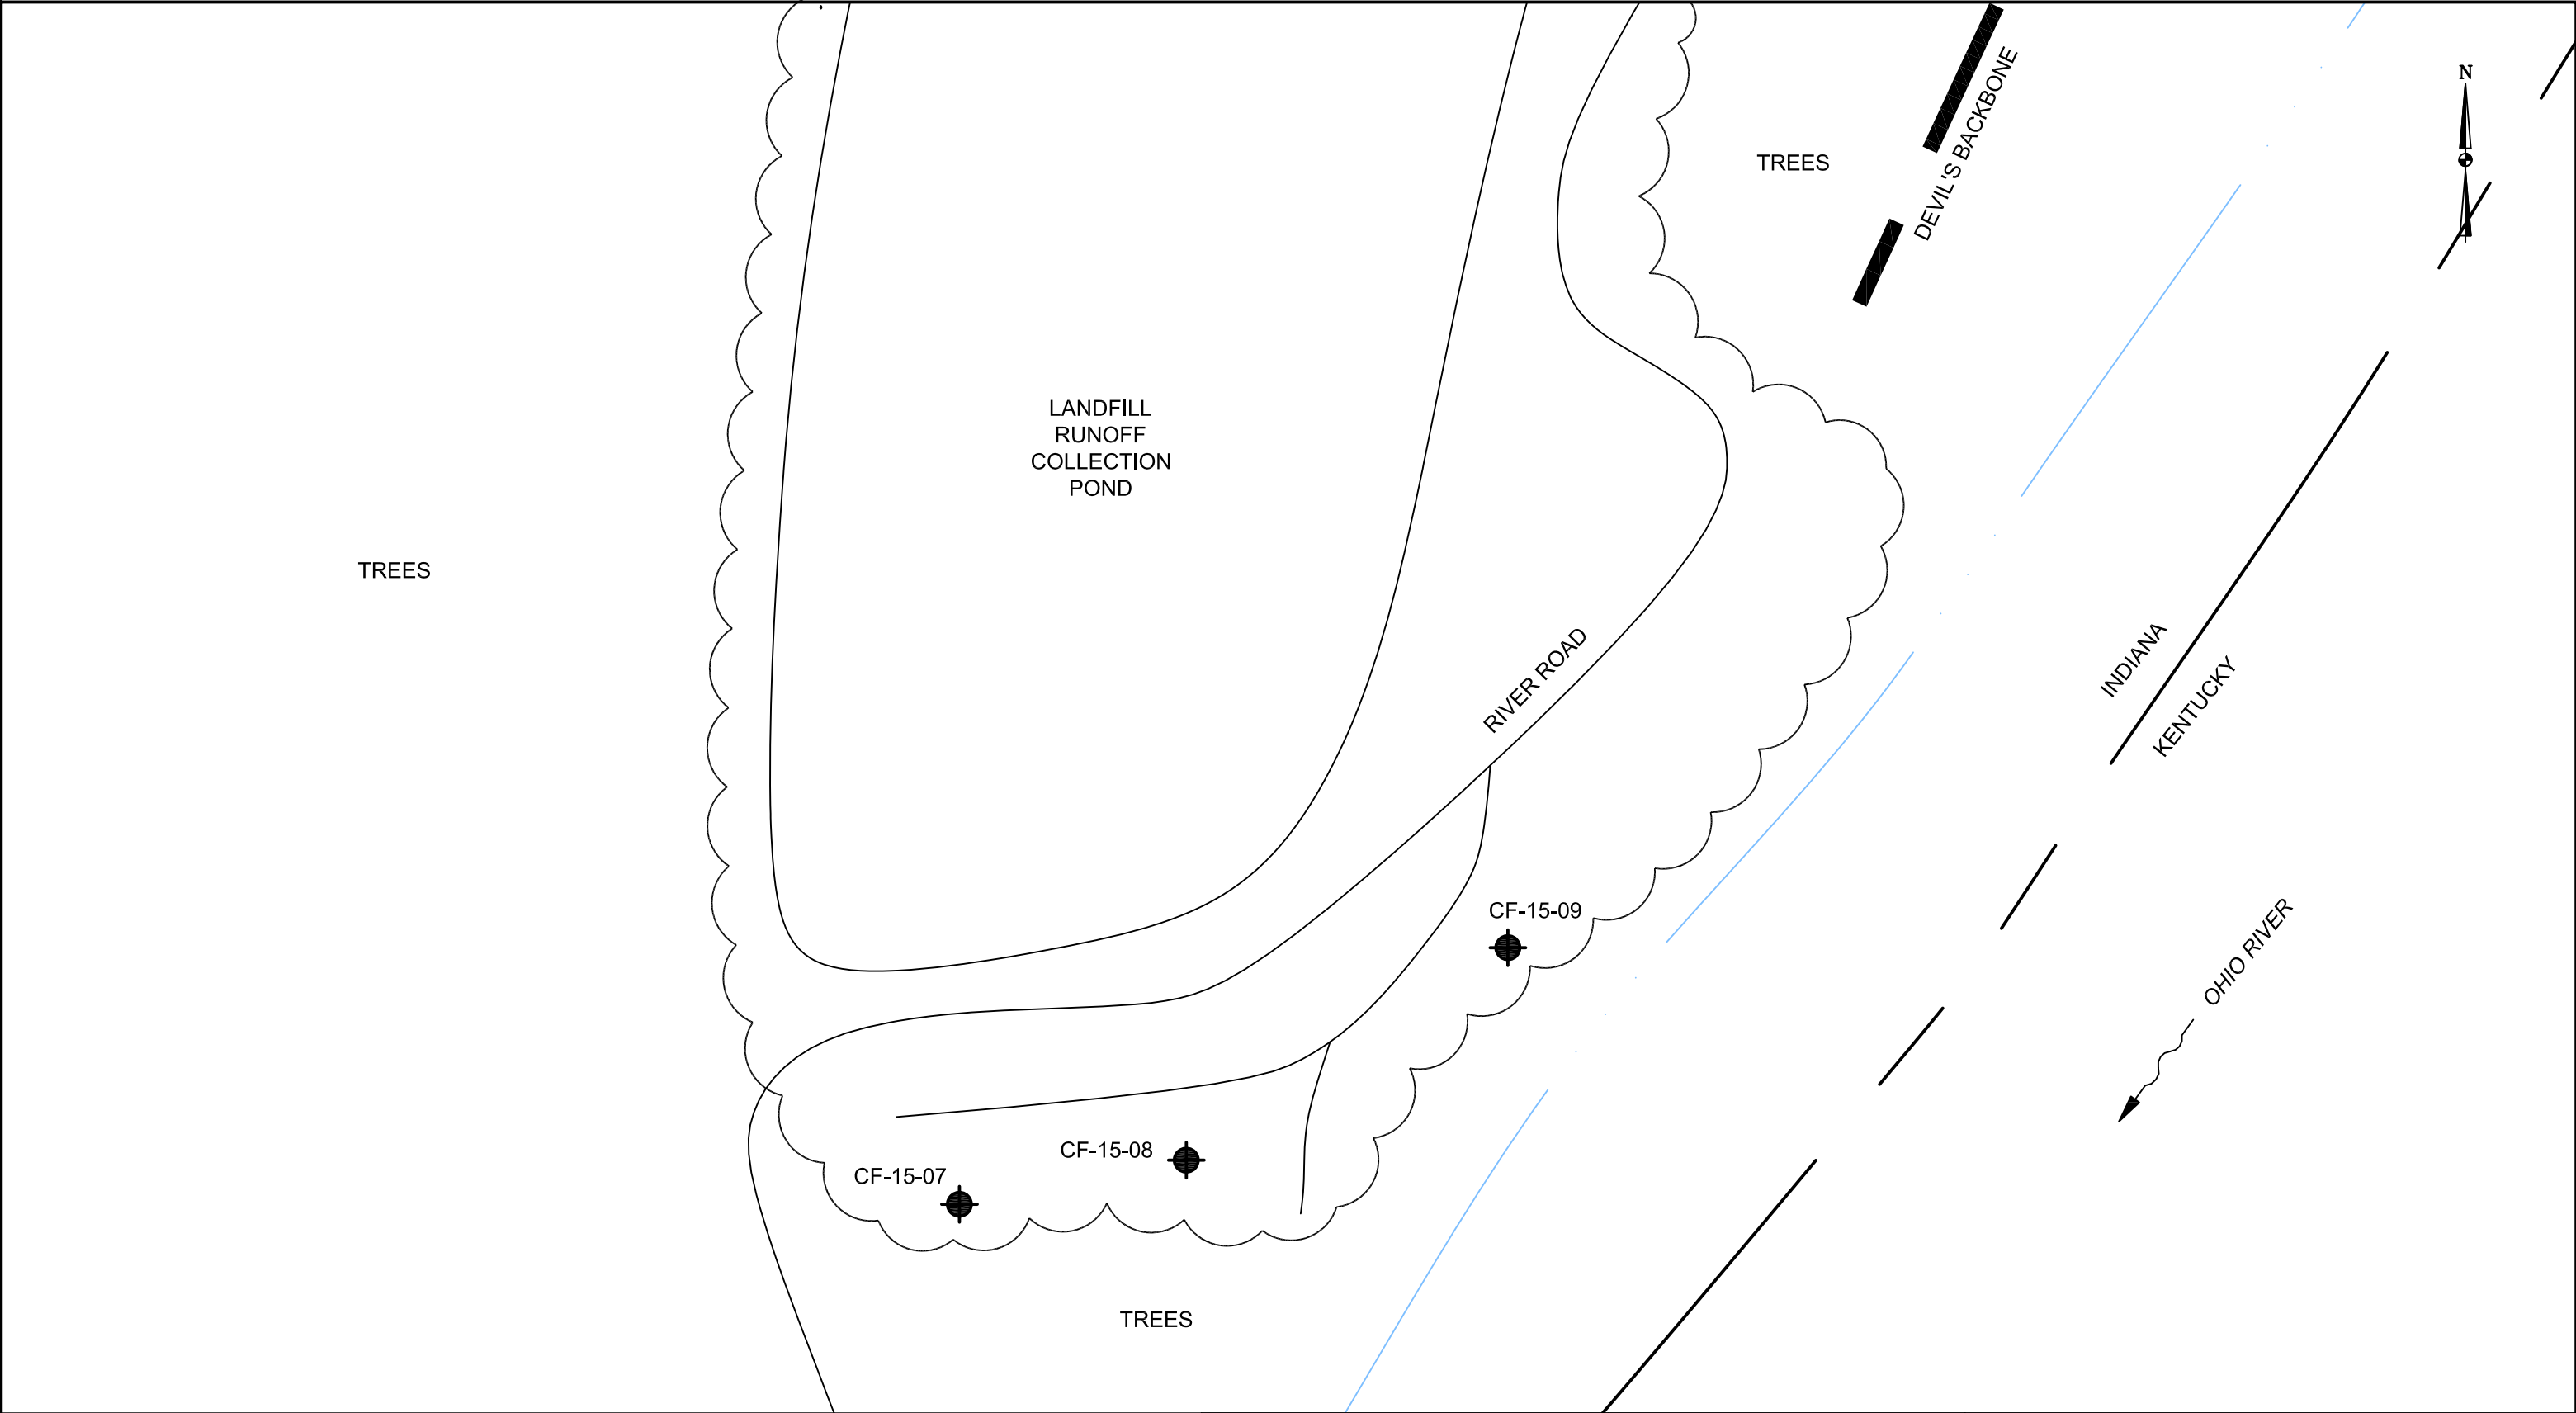 N
TREES
DEVIL'S BACKBONE
LANDFILL
RUNOFF
COLLECTION
POND
TREES
RIVER ROAD
INDIANA
KENTUCKY
CF-15-09
OHIO RIVER
CF-15-08
CF-15-07
TREES